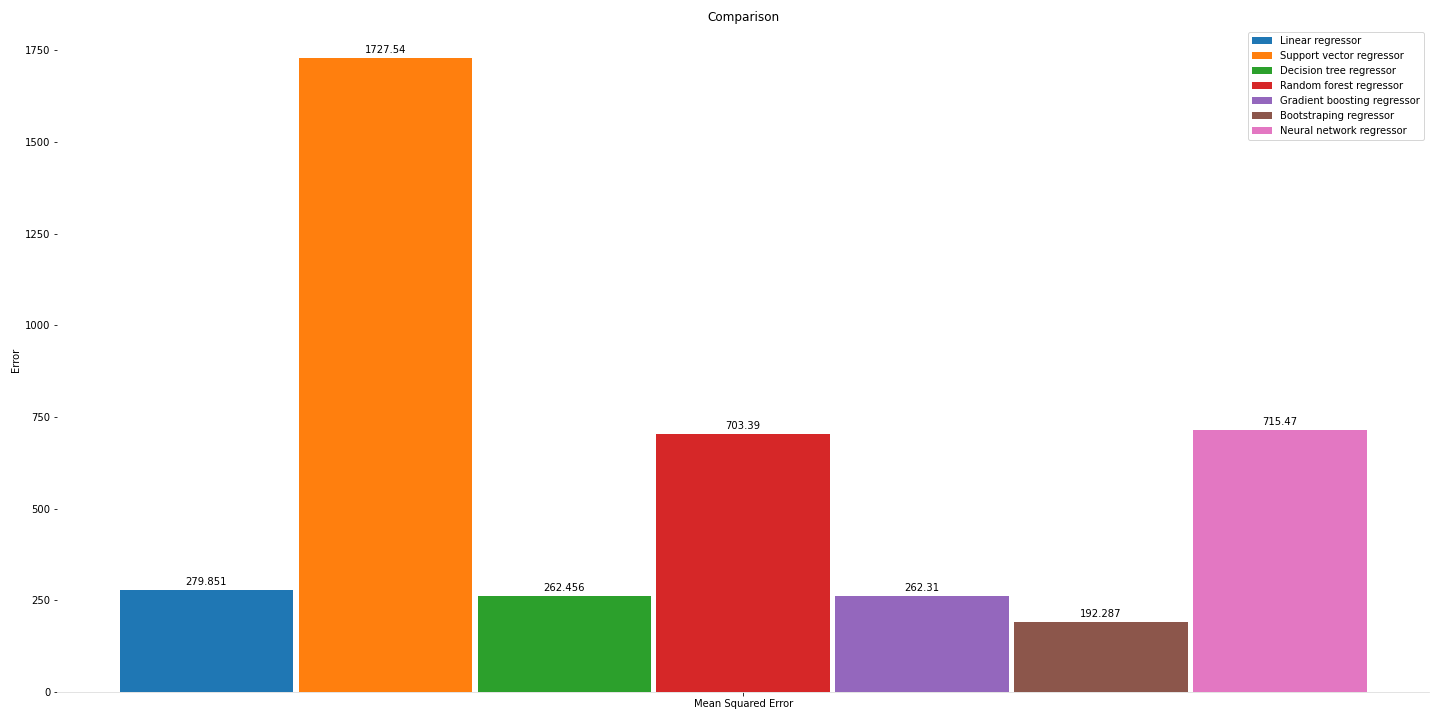 Comparison
1750
1500
1250
1000
750
500
250
0
Error
1727.54
279.851
262.456
703.39
262.31
192.287
715.47
Mean Squared Error
Linear regressor
Support vector regressor
Decision tree regressor
Random forest regressor
Gradient boosting regressor
Bootstraping regressor
Neural network regressor